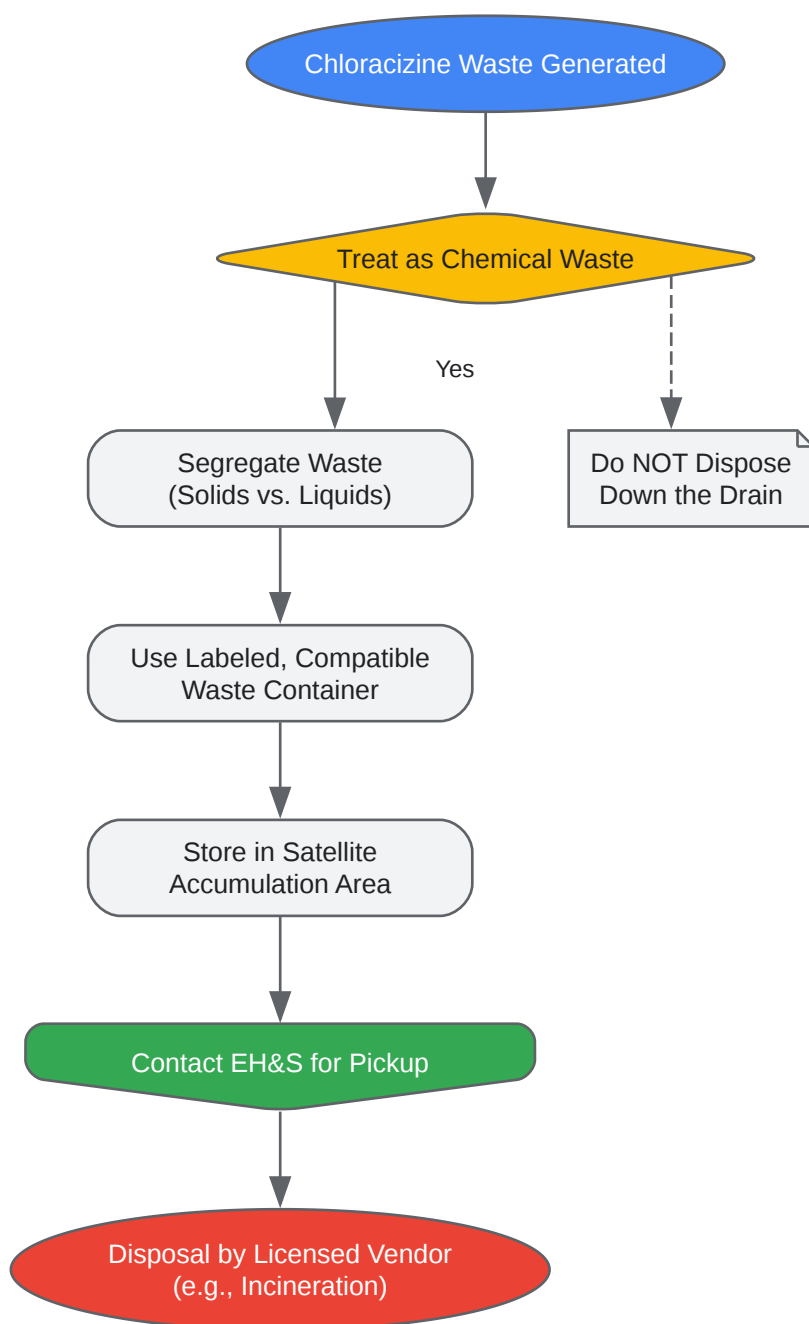 Chloracizine Waste Generated
Treat as Chemical Waste
Yes
Segregate Waste
(Solids vs. Liquids)
Do NOT Dispose
Down the Drain
Use Labeled, Compatible
Waste Container
Store in Satellite
Accumulation Area
Contact EH&S for Pickup
Disposal by Licensed Vendor
(e.g., Incineration)